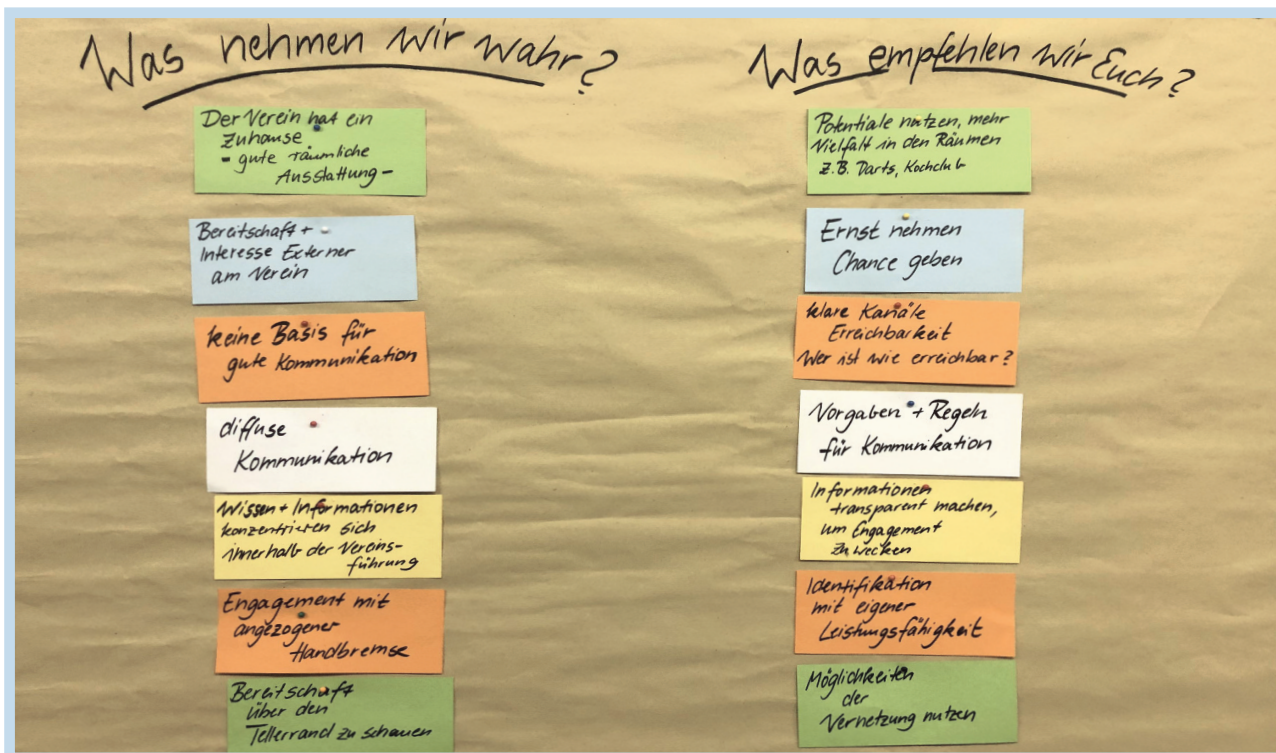 Was nehmen wir wahr?
Der Verein hat ein
Zuhause
- gute räumliche
Ausstattung -
Bereitschaft +
Interesse Externer
am Verein
keine Basis für
gute Kommunikation
diffuse
Kommunikation
Wissen + Informationen
konzentrieren sich
innerhalb der Vereins-
führung
Engagement mit
angezogener
Handbremse
Bereitschaft
über den
Tellerrand zu schauen
Was empfehlen wir Euch?
Potentiale nutzen, mehr
Vielfalt in den Räumen
z.B. Darts, Kochclub
Ernst nehmen
Chance geben
klare Kanäle
Erreichbarkeit
Wer ist wie erreichbar?
Vorgaben + Regeln
für Kommunikation
Informationen
transparent machen,
um Engagement
zu wecken
Identifikation
mit eigener
Leistungsfähigkeit
Möglichkeiten
der
Vernetzung nutzen